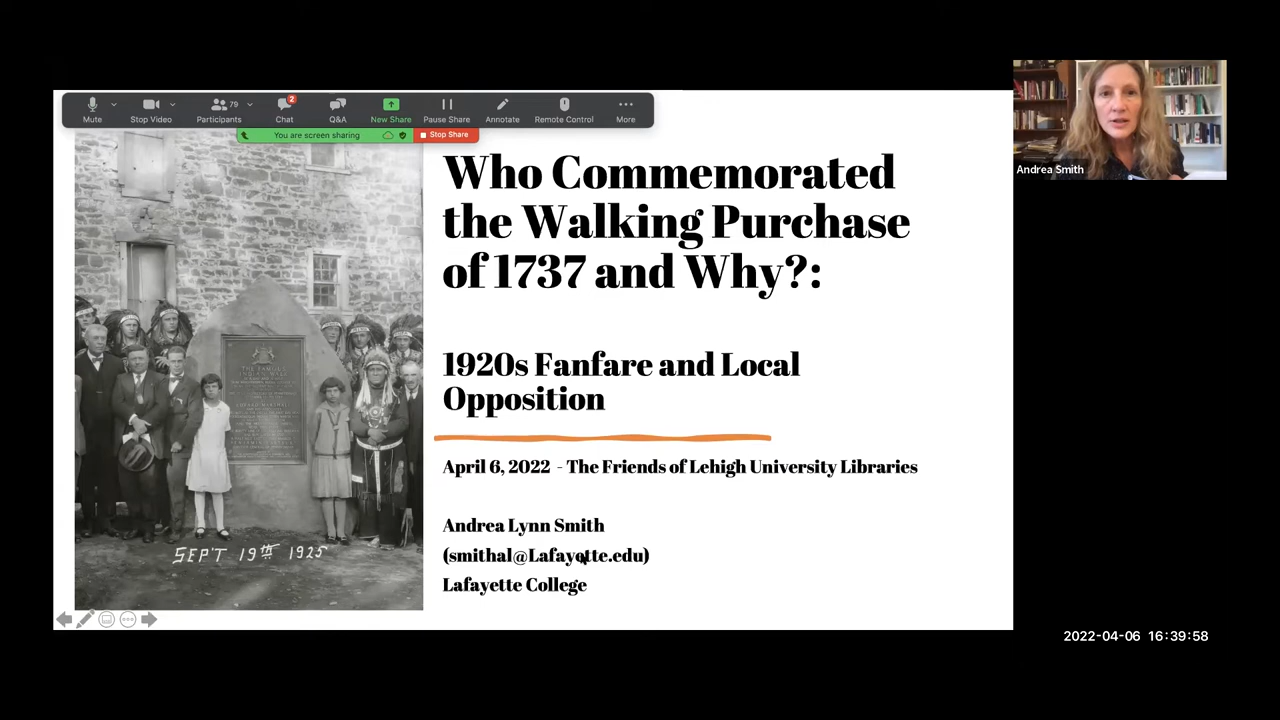 79
2
Mute
Stop Video
Participants
Chat
Q&A
New Share
Pause Share
Annotate
Remote Control
More
You are screen sharing
Stop Share
Andrea Smith
Who Commemorated
the Walking Purchase
of 1737 and Why?:
1920s Fanfare and Local
Opposition
April 6, 2022 - The Friends of Lehigh University Libraries
Andrea Lynn Smith
(smithal@Lafayette.edu)
Lafayette College
THE FAMOUS
INDIAN WALK
SEPT 19th 1925
2022-04-06 16:39:58